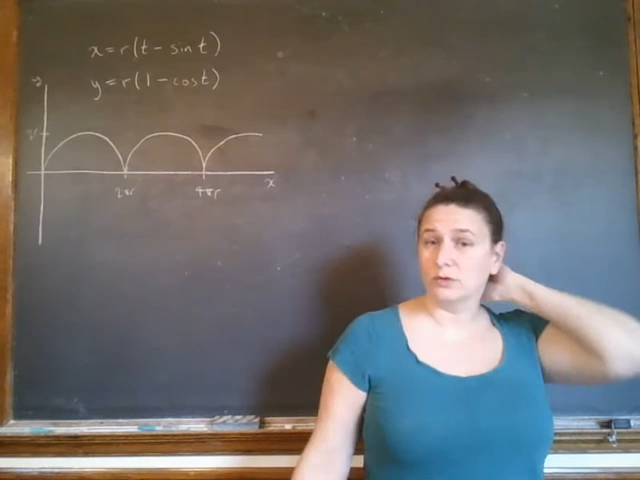 x = r(t - sin t)
y = r(1 - cos t)
y
2r
2πr 4πr x